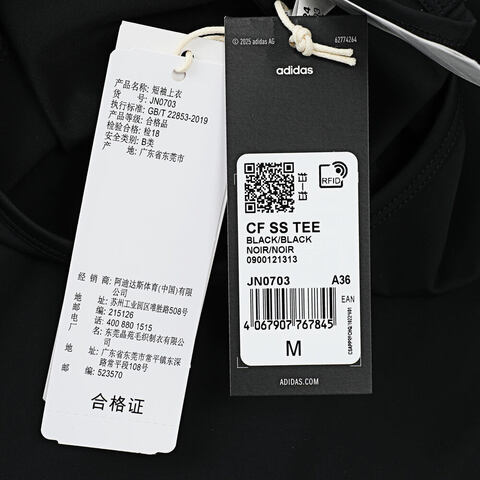 产品名称: 短袖上衣
货 号: JN0703
执行标准: GB/T 22853-2019
产品等级: 合格品
检验合格: 检18
安全类别: B类
产 地: 广东省东莞市
经 销 商: 阿迪达斯体育(中国)有限
公司
地 址: 苏州工业园区唯胜路508号
邮 编: 215126
电 话: 400 880 1515
厂 名: 东莞晶苑毛织制衣有限公
司
地 址: 广东省东莞市常平镇东深
路常平段108号
邮 编: 523570
合格证
© 2025 adidas AG
62774264
adidas
RFID
CF SS TEE
BLACK/BLACK
NOIR/NOIR
0900121313
JN0703 A36
EAN
4 067907 767845
M
ADIDAS.COM